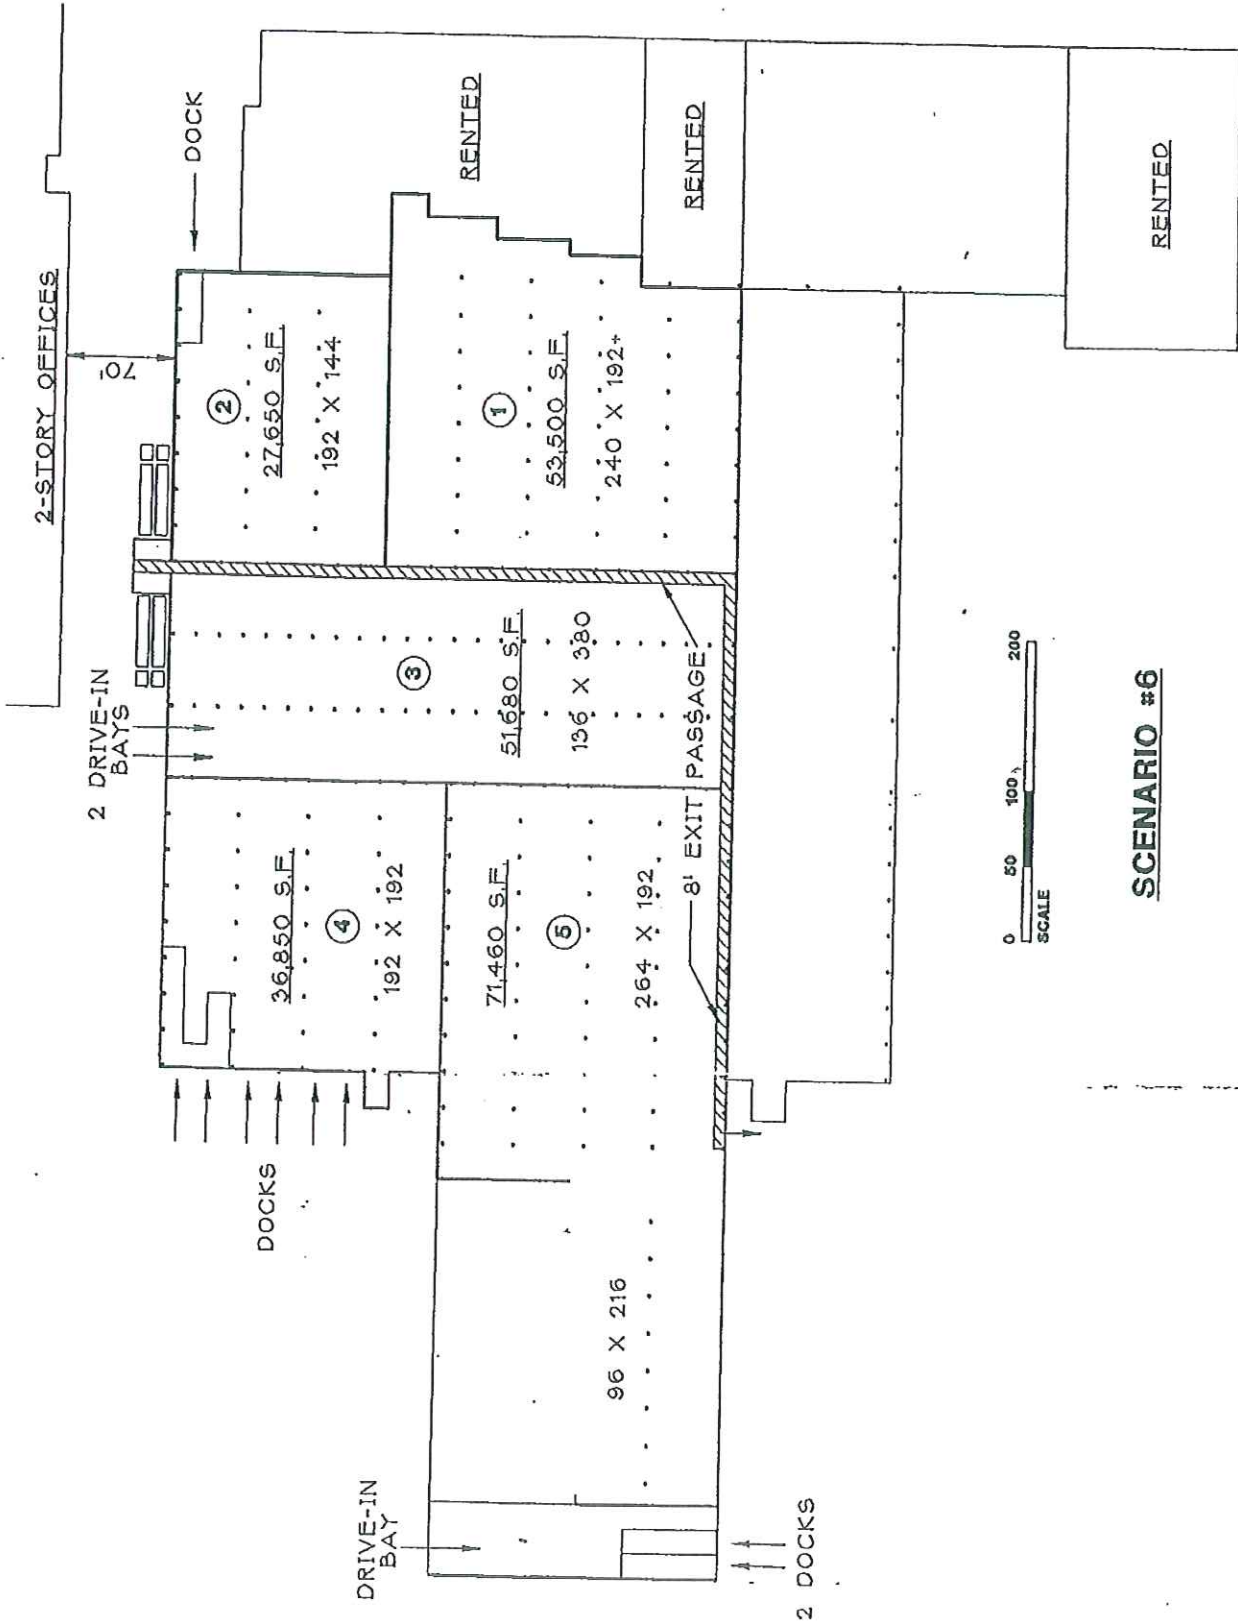 2-STORY OFFICES
70'
DOCK
RENTED
RENTED
RENTED
2 DRIVE-IN
BAYS
2
27,650 S.F.
192 X 144
1
53,500 S.F.
240 X 192+
3
51,680 S.F.
136 X 380
4
36,850 S.F.
192 X 192
5
71,460 S.F.
264 X 192
8' EXIT PASSAGE
DOCKS
96 X 216
DRIVE-IN
BAY
2 DOCKS
0 50 100 200
SCALE
SCENARIO #6